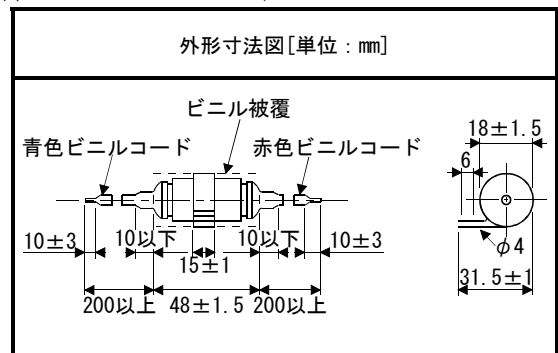 外形寸法図[単位：㎜]
ビニル被覆
青色ビニルコード
赤色ビニルコード
18±1.5
6
10±3
10以下
10以下
10±3
15±1
φ4
31.5±1
200以上
48±1.5
200以上